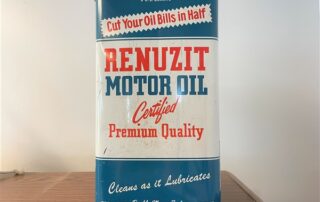 Cut Your Oil Bills in Half
RENUZIT
MOTOR OIL
Certified
Premium Quality
Cleans as it Lubricates